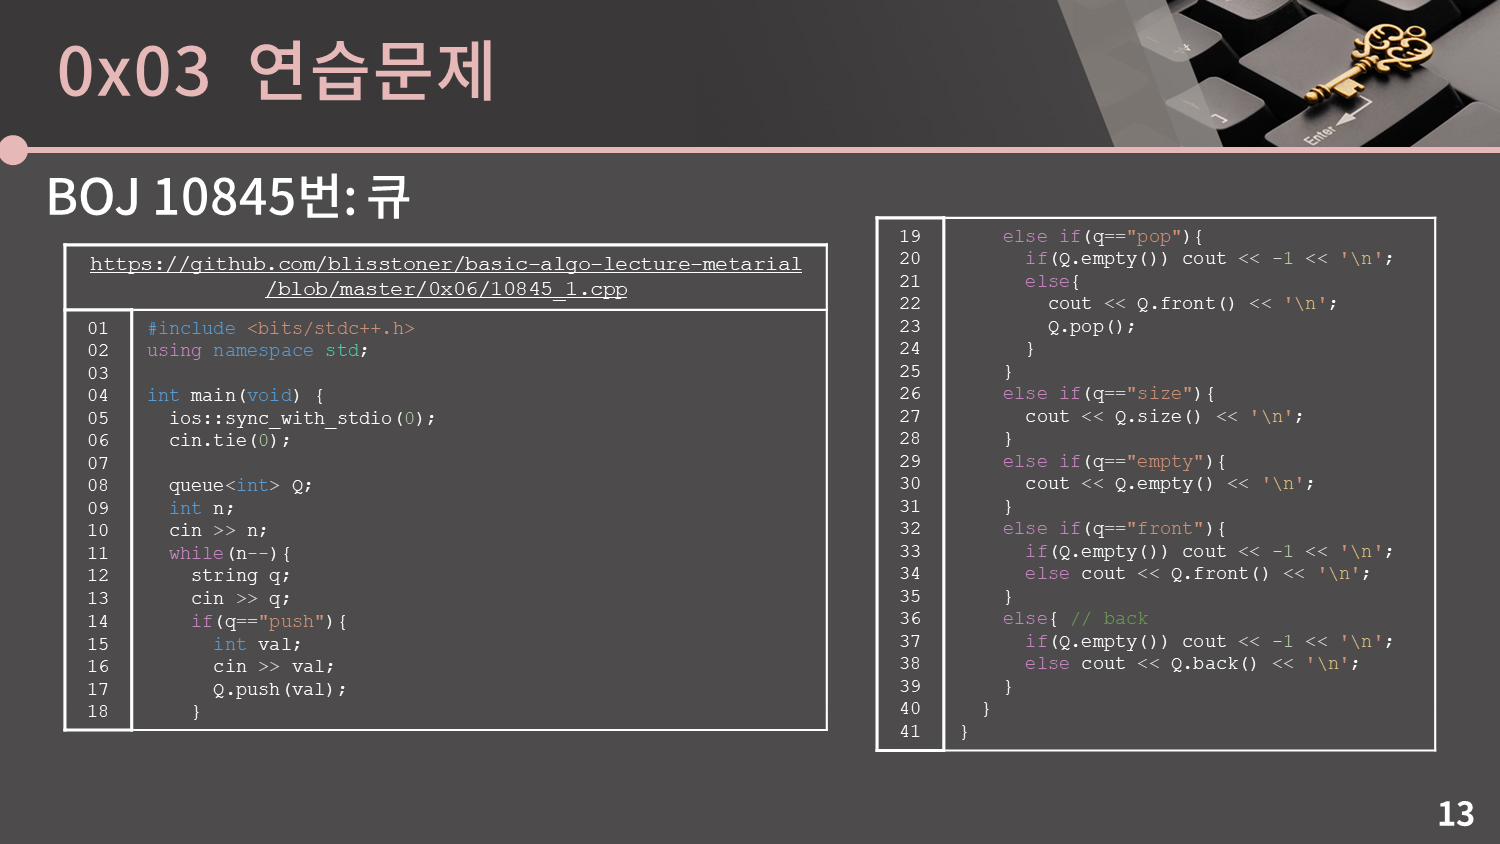 0x03 연습문제
BOJ 10845번: 큐
https://github.com/blisstoner/basic-algo-lecture-metarial
/blob/master/0x06/10845_1.cpp
01 #include <bits/stdc++.h>
02 using namespace std;
03
04 int main(void) {
05   ios::sync_with_stdio(0);
06   cin.tie(0);
07
08   queue<int> Q;
09   int n;
10   cin >> n;
11   while(n--){
12     string q;
13     cin >> q;
14     if(q=="push"){
15       int val;
16       cin >> val;
17       Q.push(val);
18     }
19     else if(q=="pop"){
20       if(Q.empty()) cout << -1 << '\n';
21       else{
22         cout << Q.front() << '\n';
23         Q.pop();
24       }
25     }
26     else if(q=="size"){
27       cout << Q.size() << '\n';
28     }
29     else if(q=="empty"){
30       cout << Q.empty() << '\n';
31     }
32     else if(q=="front"){
33       if(Q.empty()) cout << -1 << '\n';
34       else cout << Q.front() << '\n';
35     }
36     else{ // back
37       if(Q.empty()) cout << -1 << '\n';
38       else cout << Q.back() << '\n';
39     }
40   }
41 }
Enter
13